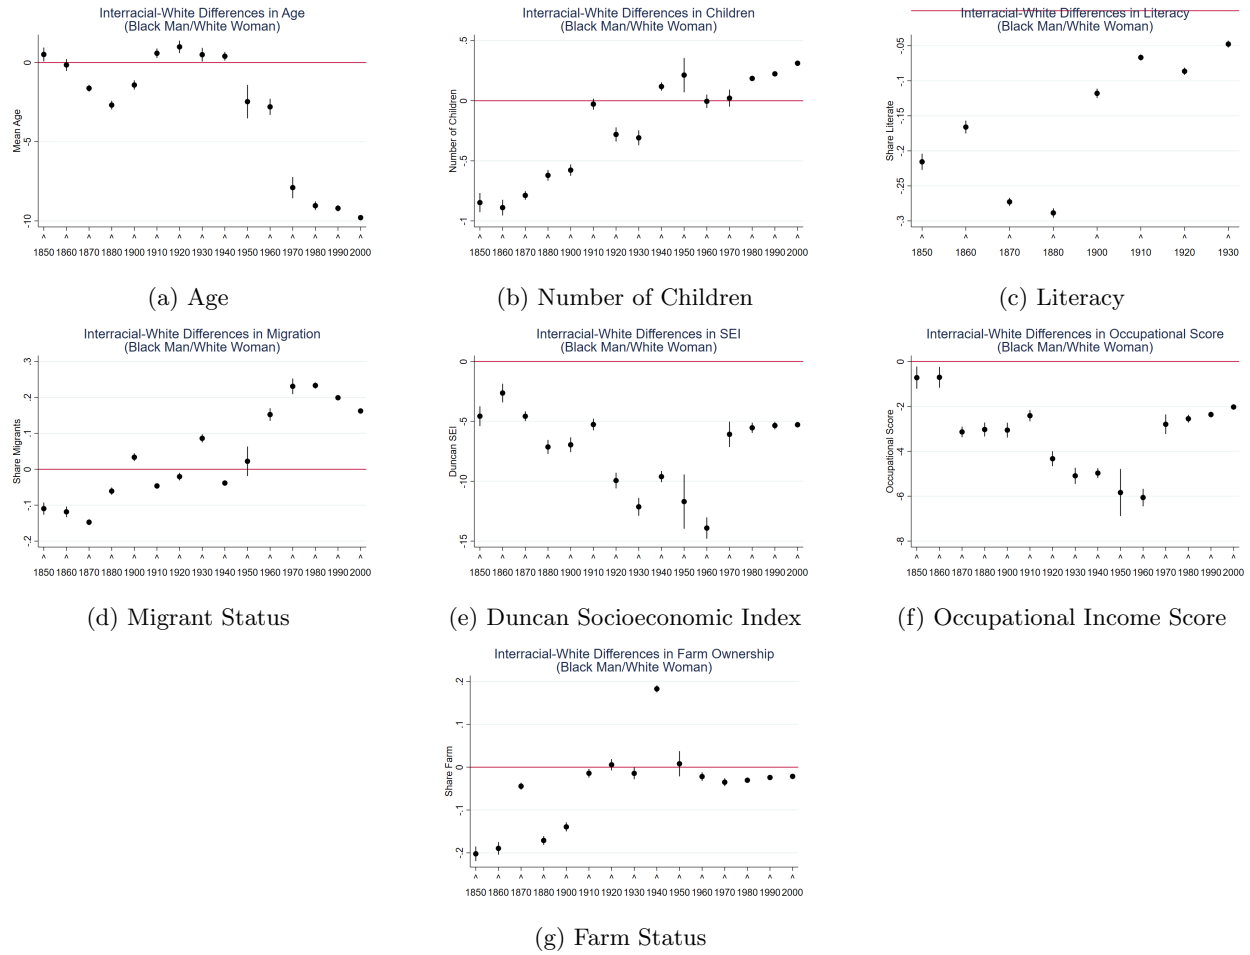 Interracial-White Differences in Age
(Black Man/White Woman)
Mean Age
0
-5
-10
^ ^ ^ ^ ^ ^ ^ ^ ^ ^ ^ ^ ^ ^ ^
1850 1860 1870 1880 1900 1910 1920 1930 1940 1950 1960 1970 1980 1990 2000
(a) Age
Interracial-White Differences in Children
(Black Man/White Woman)
Number of Children
.5
0
-.5
-1
^ ^ ^ ^ ^ ^ ^ ^ ^ ^ ^ ^ ^ ^ ^
1850 1860 1870 1880 1900 1910 1920 1930 1940 1950 1960 1970 1980 1990 2000
(b) Number of Children
Interracial-White Differences in Literacy
(Black Man/White Woman)
Share Literate
-.05
-.1
-.15
-.2
-.25
-.3
^ ^ ^ ^ ^ ^ ^ ^
1850 1860 1870 1880 1900 1910 1920 1930
(c) Literacy
Interracial-White Differences in Migration
(Black Man/White Woman)
Share Migrants
.3
.2
.1
0
-.1
-.2
^ ^ ^ ^ ^ ^ ^ ^ ^ ^ ^ ^ ^ ^ ^
1850 1860 1870 1880 1900 1910 1920 1930 1940 1950 1960 1970 1980 1990 2000
(d) Migrant Status
Interracial-White Differences in SEI
(Black Man/White Woman)
Duncan SEI
0
-5
-10
-15
^ ^ ^ ^ ^ ^ ^ ^ ^ ^ ^ ^ ^ ^ ^
1850 1860 1870 1880 1900 1910 1920 1930 1940 1950 1960 1970 1980 1990 2000
(e) Duncan Socioeconomic Index
Interracial-White Differences in Occupational Score
(Black Man/White Woman)
Occupational Score
0
-2
-4
-6
-8
^ ^ ^ ^ ^ ^ ^ ^ ^ ^ ^ ^ ^ ^ ^
1850 1860 1870 1880 1900 1910 1920 1930 1940 1950 1960 1970 1980 1990 2000
(f) Occupational Income Score
Interracial-White Differences in Farm Ownership
(Black Man/White Woman)
Share Farm
.2
.1
0
-.1
-.2
^ ^ ^ ^ ^ ^ ^ ^ ^ ^ ^ ^ ^ ^ ^
1850 1860 1870 1880 1900 1910 1920 1930 1940 1950 1960 1970 1980 1990 2000
(g) Farm Status